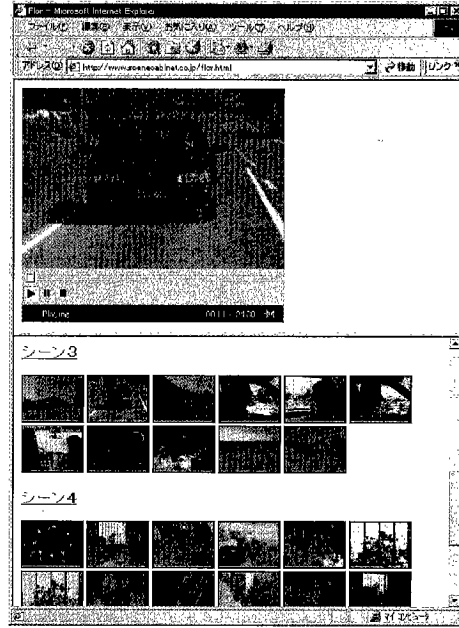 Flor - Microsoft Internet Explorer
ファイル(F) 編集(E) 表示(V) お気に入り(A) ツール(T) ヘルプ(H)
アドレス(D) http://www.scenecabinet.co.jp/flor.html 移動 リンク
Playing
シーン3
シーン4
マイ コンピュータ